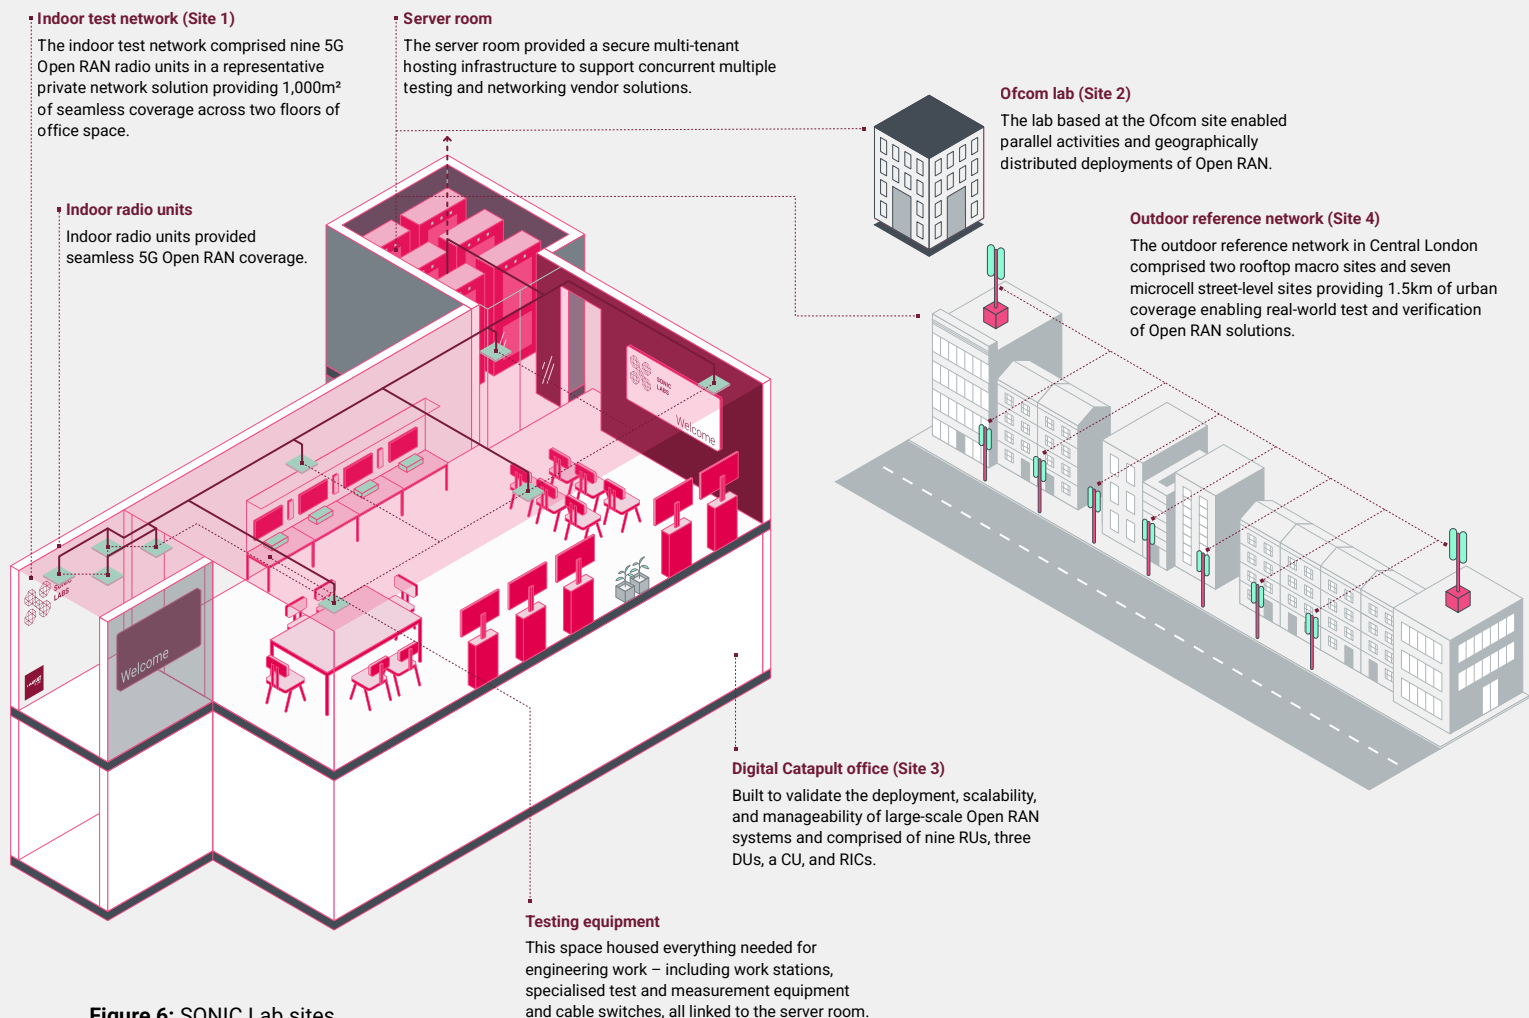 Indoor test network (Site 1)
The indoor test network comprised nine 5G
Open RAN radio units in a representative
private network solution providing 1,000m²
of seamless coverage across two floors of
office space.
Server room
The server room provided a secure multi-tenant
hosting infrastructure to support concurrent multiple
testing and networking vendor solutions.
Ofcom lab (Site 2)
The lab based at the Ofcom site enabled
parallel activities and geographically
distributed deployments of Open RAN.
Indoor radio units
Indoor radio units provided
seamless 5G Open RAN coverage.
Outdoor reference network (Site 4)
The outdoor reference network in Central London
comprised two rooftop macro sites and seven
microcell street-level sites providing 1.5km of urban
coverage enabling real-world test and verification
of Open RAN solutions.
SONIC
LABS
Welcome
SONIC
LABS
Welcome
Digital Catapult office (Site 3)
Built to validate the deployment, scalability,
and manageability of large-scale Open RAN
systems and comprised of nine RUs, three
DUs, a CU, and RICs.
Testing equipment
This space housed everything needed for
engineering work – including work stations,
specialised test and measurement equipment
and cable switches, all linked to the server room.
Figure 6: SONIC Lab sites